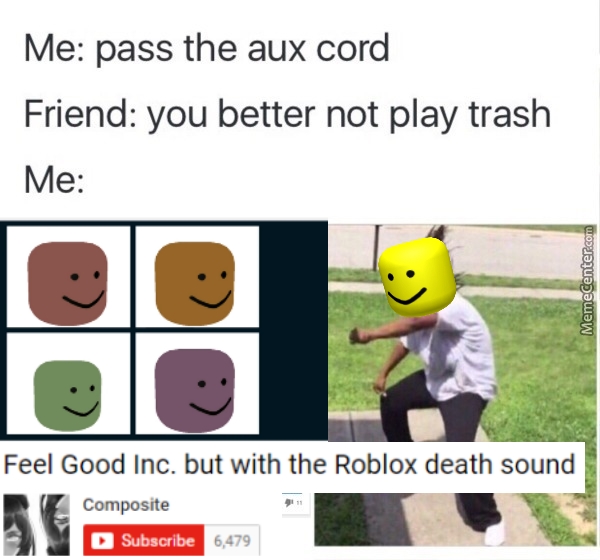 Me: pass the aux cord
Friend: you better not play trash
Me:
MemeCenter.com
Feel Good Inc. but with the Roblox death sound
Composite
11
Subscribe 6,479